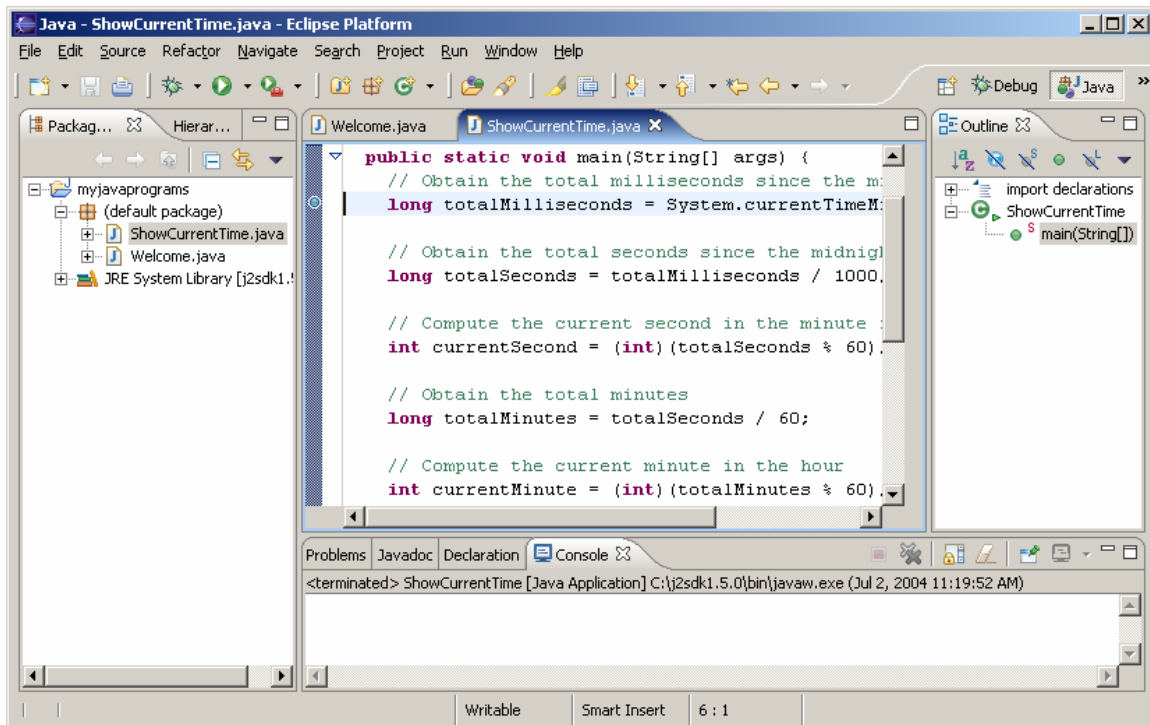 Java - ShowCurrentTime.java - Eclipse Platform
File Edit Source Refactor Navigate Search Project Run Window Help
Debug Java »
Packag... Hierar...
myjavaprograms
(default package)
ShowCurrentTime.java
Welcome.java
JRE System Library [j2sdk1.
Welcome.java ShowCurrentTime.java
public static void main(String[] args) {
// Obtain the total milliseconds since the m
long totalMilliseconds = System.currentTimeM
// Obtain the total seconds since the midnig
long totalSeconds = totalMilliseconds / 1000
// Compute the current second in the minute
int currentSecond = (int)(totalSeconds % 60)
// Obtain the total minutes
long totalMinutes = totalSeconds / 60;
// Compute the current minute in the hour
int currentMinute = (int)(totalMinutes % 60)
Outline
import declarations
ShowCurrentTime
main(String[])
Problems Javadoc Declaration Console
<terminated> ShowCurrentTime [Java Application] C:\j2sdk1.5.0\bin\javaw.exe (Jul 2, 2004 11:19:52 AM)
Writable Smart Insert 6 : 1